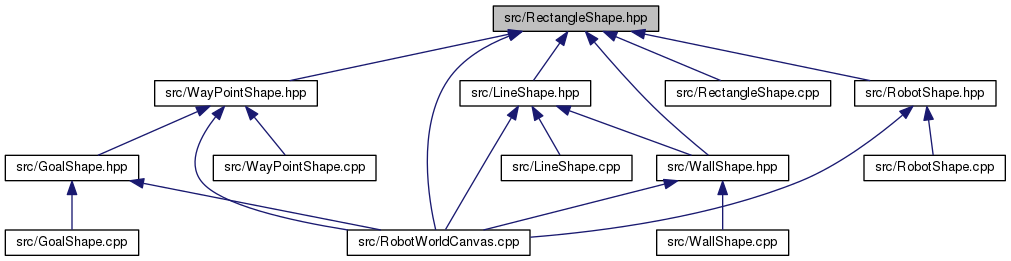 src/RectangleShape.hpp
src/WayPointShape.hpp
src/LineShape.hpp
src/RectangleShape.cpp
src/RobotShape.hpp
src/GoalShape.hpp
src/WayPointShape.cpp
src/LineShape.cpp
src/WallShape.hpp
src/RobotShape.cpp
src/GoalShape.cpp
src/RobotWorldCanvas.cpp
src/WallShape.cpp